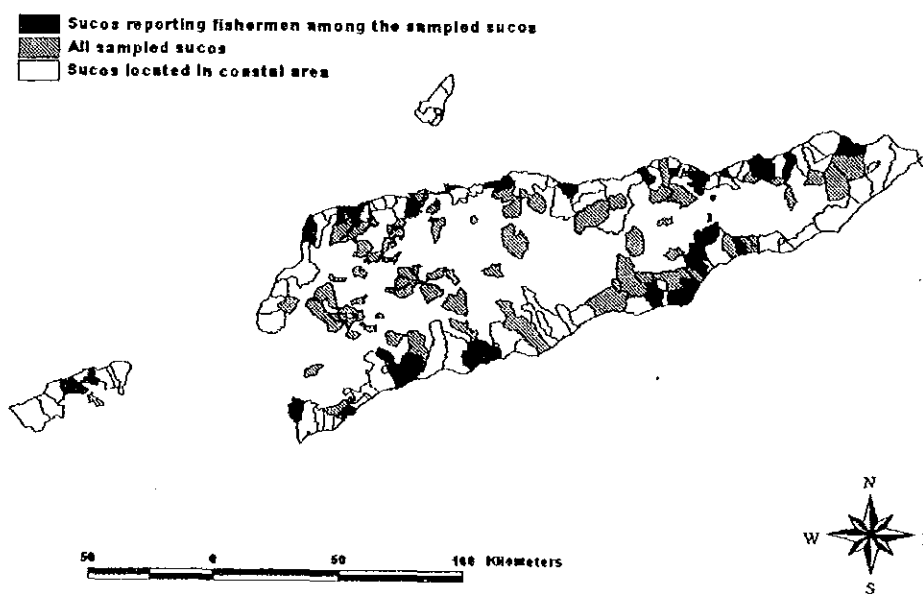 Sucos reporting fishermen among the sampled sucos
All sampled sucos
Sucos located in coastal area
N
W
S
50 0 50 100 Kilometers